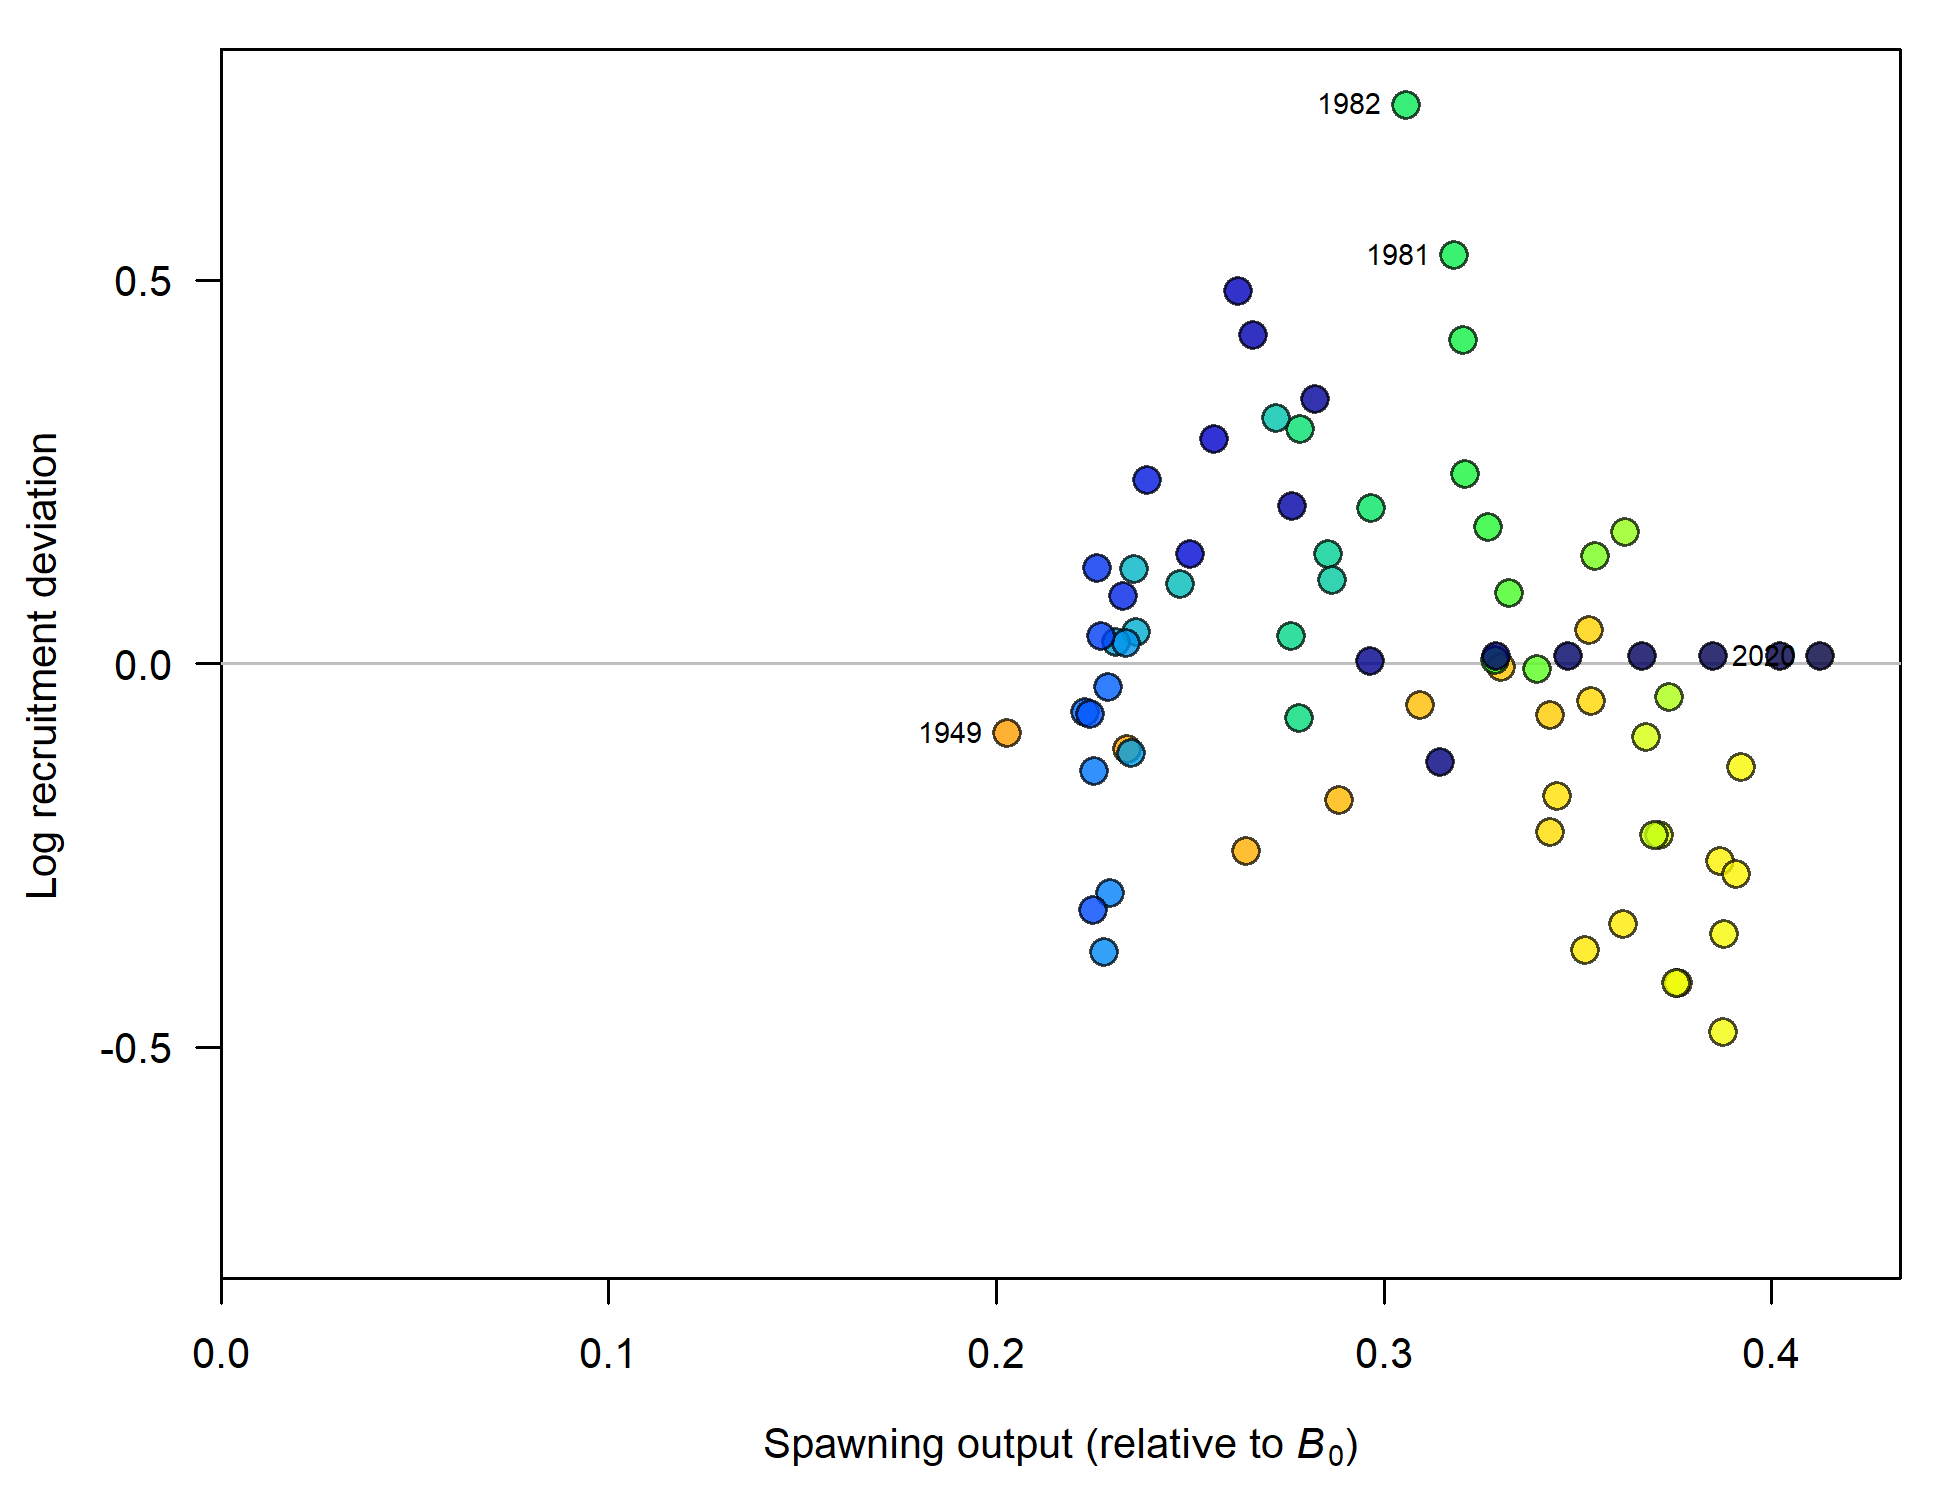 1982
1981
0.5
Log recruitment deviation
0.0
2020
1949
-0.5
0.0 0.1 0.2 0.3 0.4
Spawning output (relative to B0)